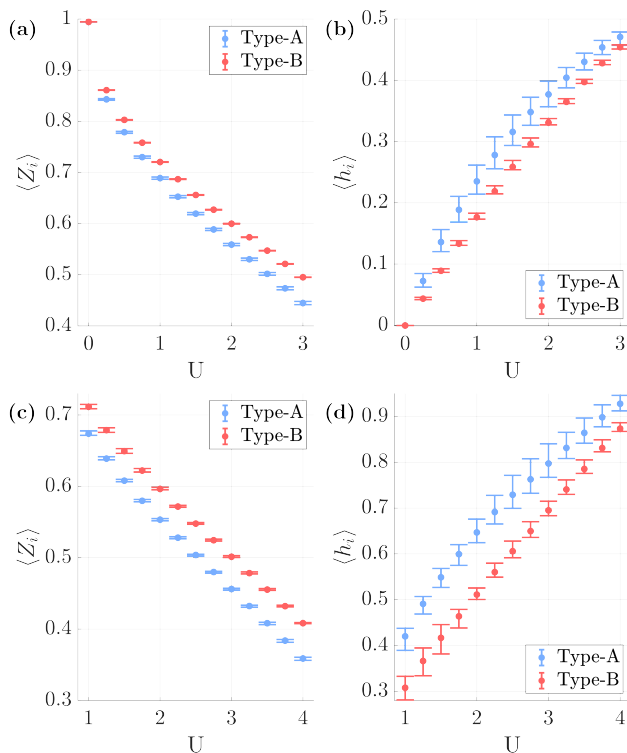 (a)
1
0.9
0.8
0.7
0.6
0.5
0.4
⟨Z_i⟩
0 1 2 3
U
Type-A
Type-B
(b)
0.5
0.4
0.3
0.2
0.1
0
⟨h_i⟩
0 1 2 3
U
Type-A
Type-B
(c)
0.7
0.6
0.5
0.4
0.3
⟨Z_i⟩
1 2 3 4
U
Type-A
Type-B
(d)
0.9
0.8
0.7
0.6
0.5
0.4
0.3
⟨h_i⟩
1 2 3 4
U
Type-A
Type-B